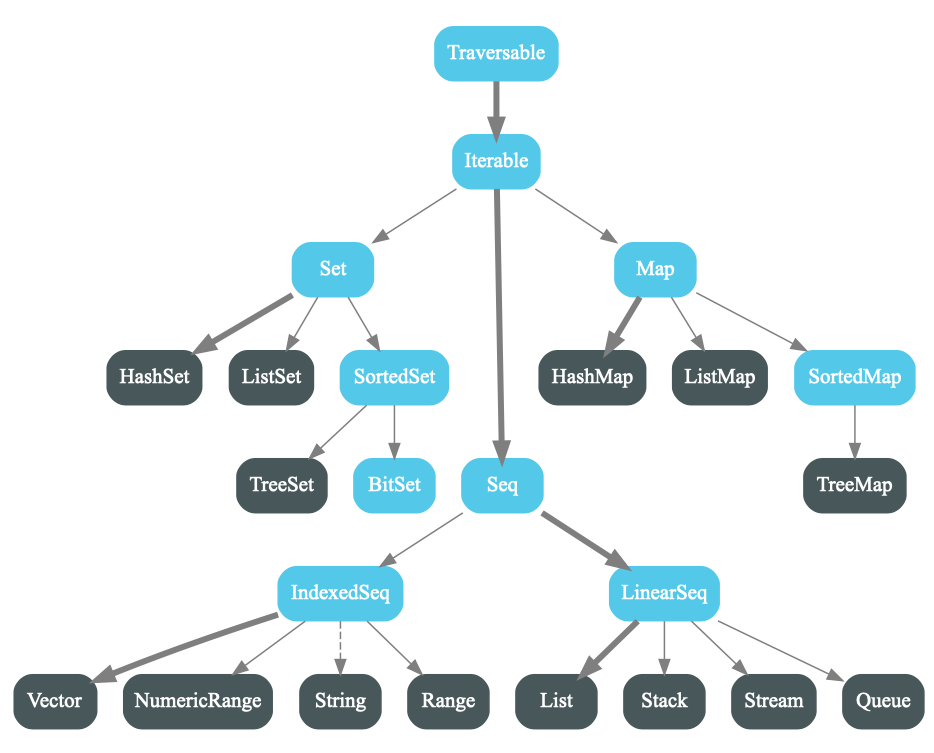 Traversable
Iterable
Set
Map
HashSet
ListSet
SortedSet
HashMap
ListMap
SortedMap
TreeSet
BitSet
Seq
TreeMap
IndexedSeq
LinearSeq
Vector
NumericRange
String
Range
List
Stack
Stream
Queue